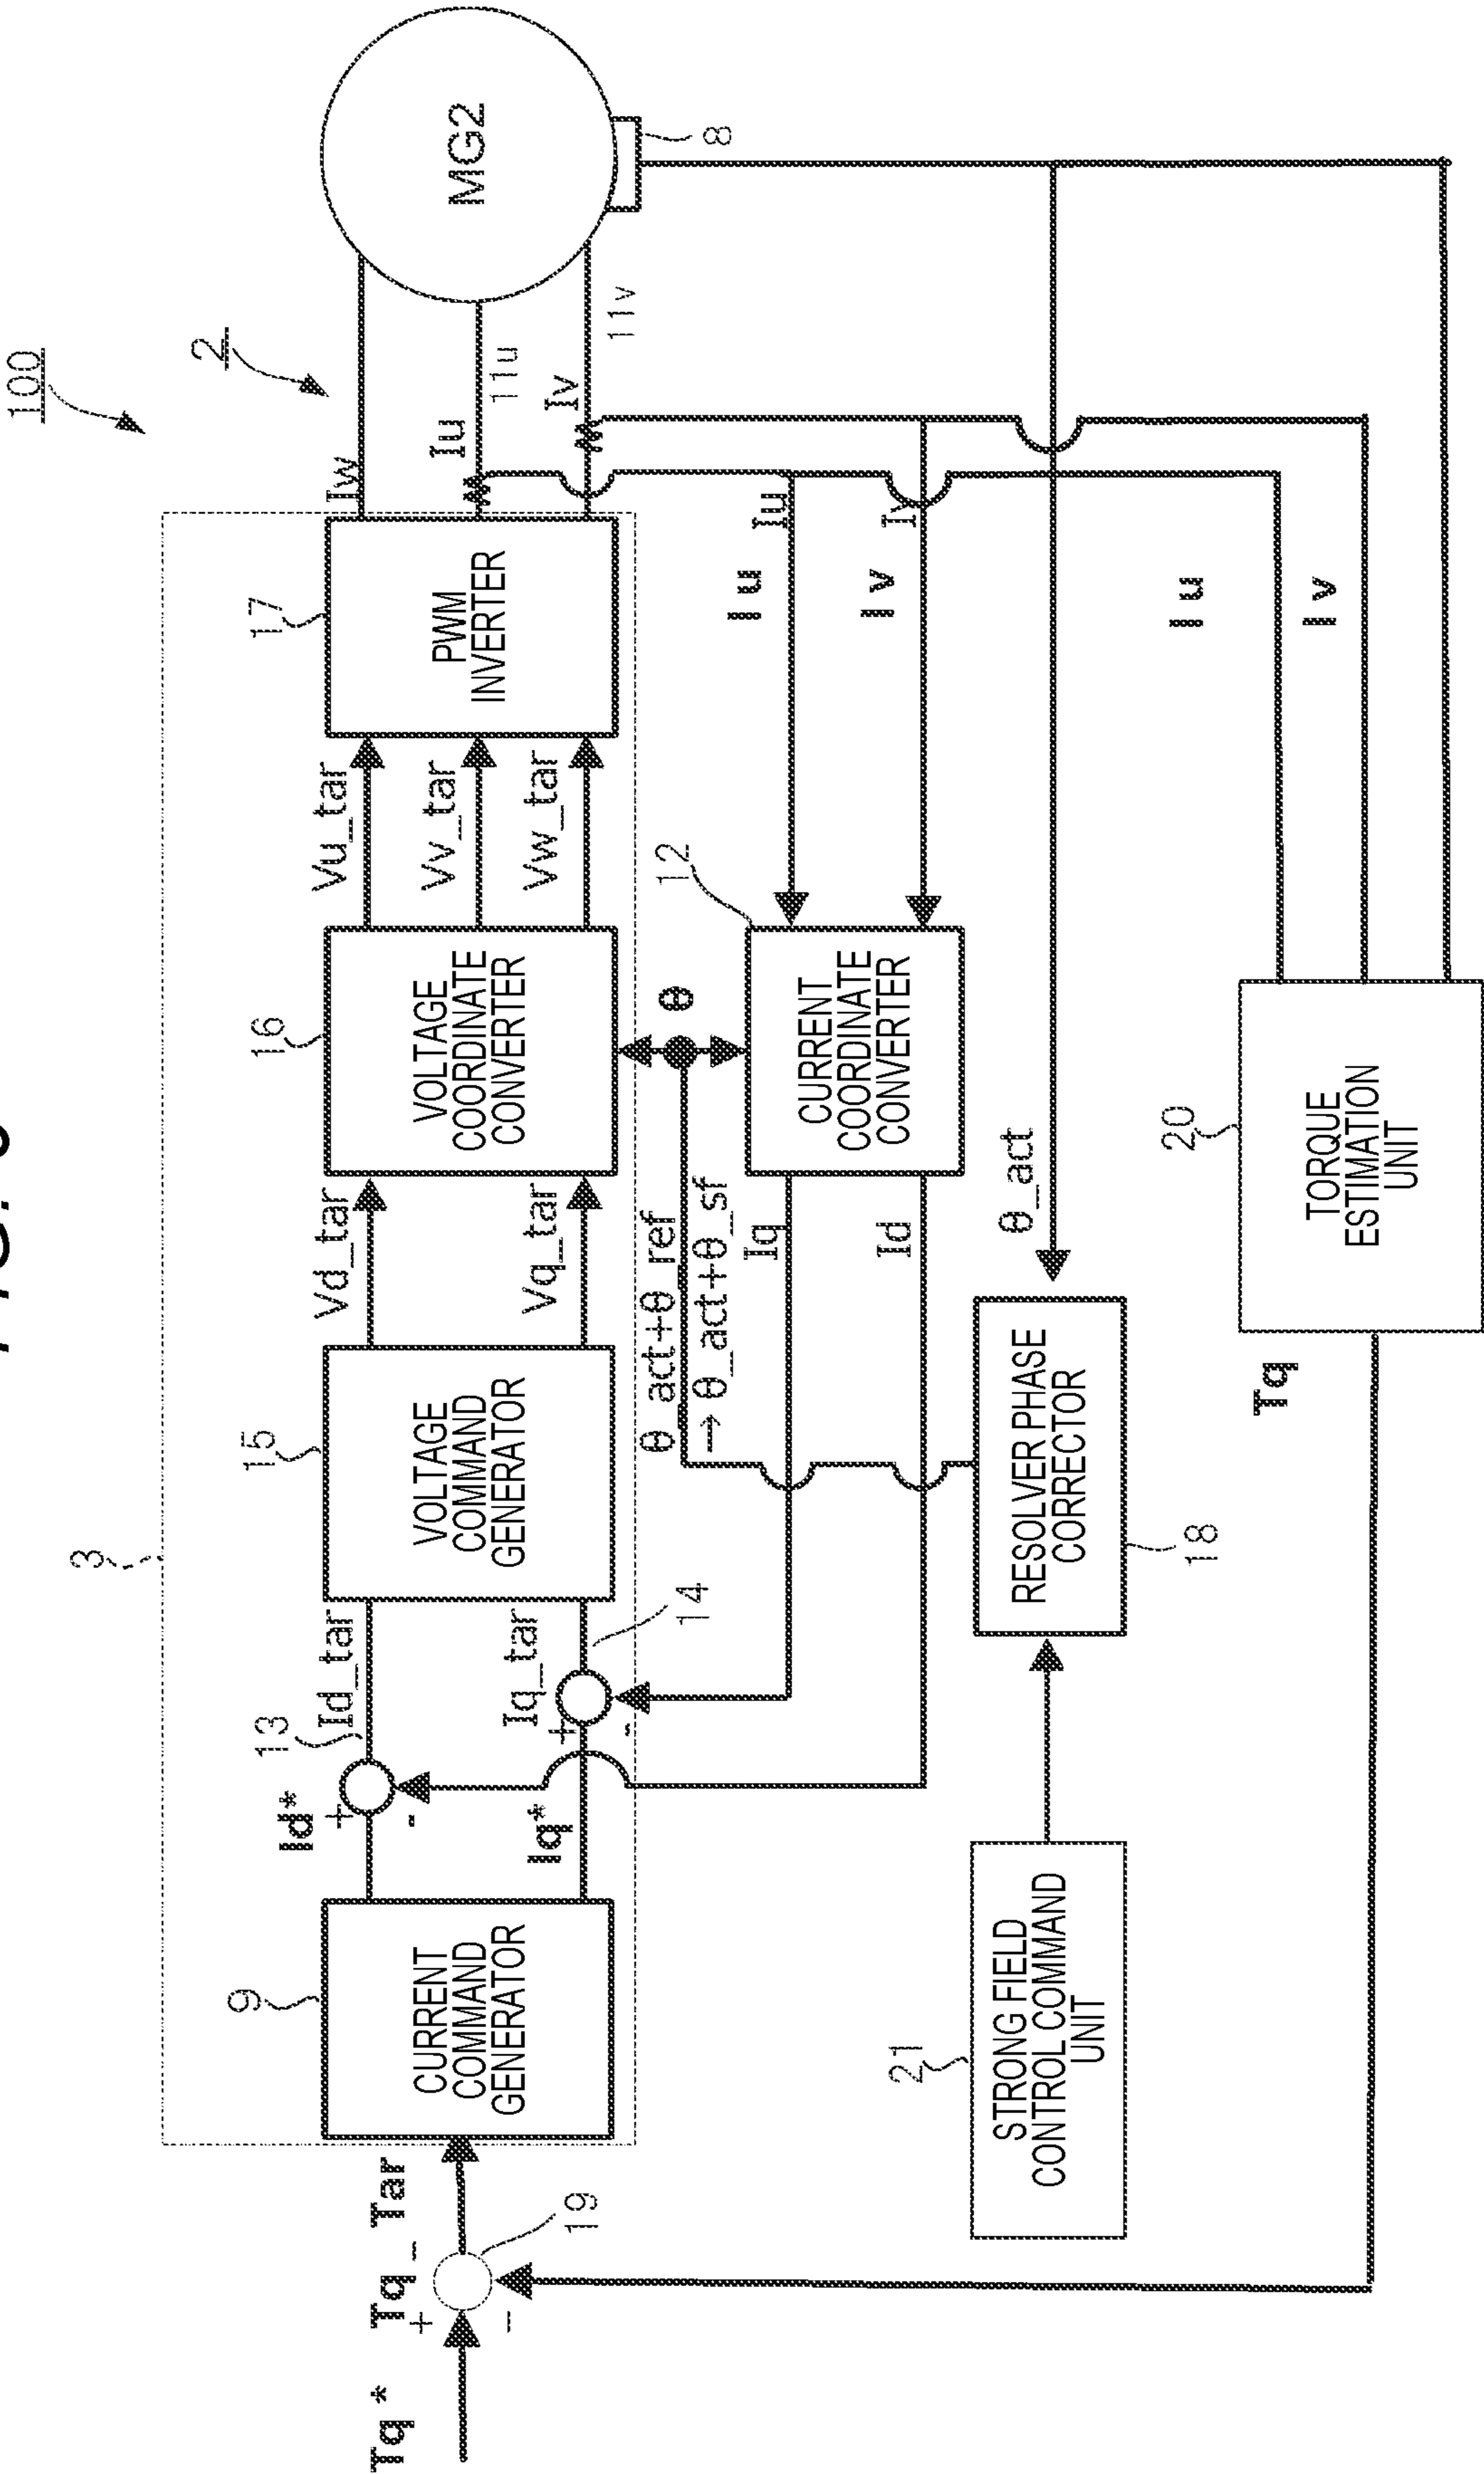 100
2
3
Tq*
Tq_Tar
+
-
19
9
CURRENT
COMMAND
GENERATOR
Id*
+
-
13
Id_tar
Iq*
+
-
Iq_tar
14
15
VOLTAGE
COMMAND
GENERATOR
Vd_tar
Vq_tar
16
VOLTAGE
COORDINATE
CONVERTER
Vu_tar
Vv_tar
Vw_tar
17
PWM
INVERTER
Iw
Iu
11u
Iv
11v
MG2
8
θ_act+θ_ref
→ θ_act+θ_sf
θ
12
CURRENT
COORDINATE
CONVERTER
Iq
Id
Iu
Iu
Iv
Iv
θ_act
RESOLVER PHASE
CORRECTOR
18
21
STRONG FIELD
CONTROL COMMAND
UNIT
20
TORQUE
ESTIMATION
UNIT
Iu
Iv
Tq